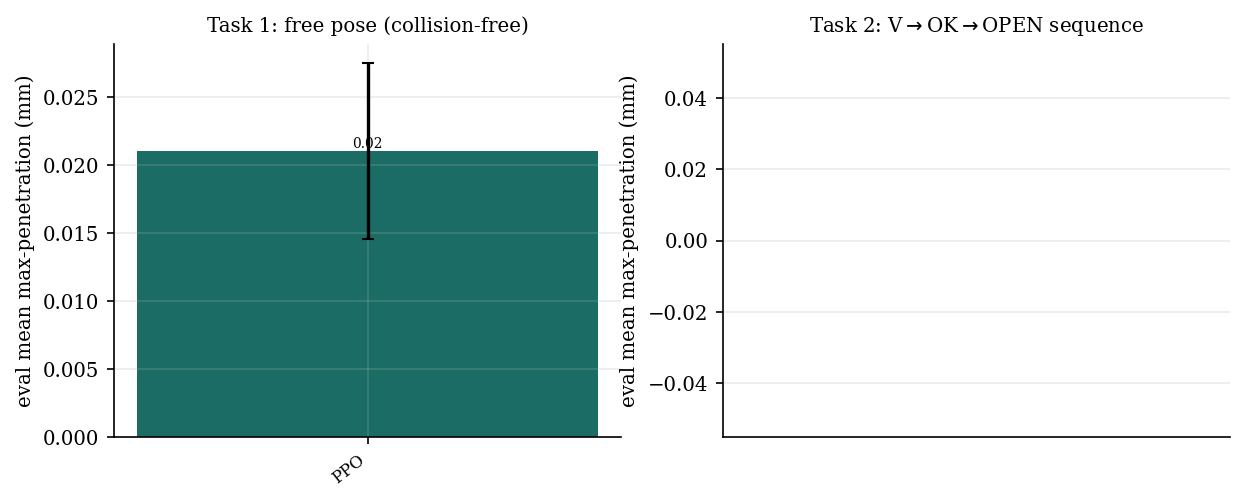 Task 1: free pose (collision-free)
eval mean max-penetration (mm)
0.025
0.020
0.015
0.010
0.005
0.000
0.02
PPO
Task 2: V→OK→OPEN sequence
eval mean max-penetration (mm)
0.04
0.02
0.00
−0.02
−0.04